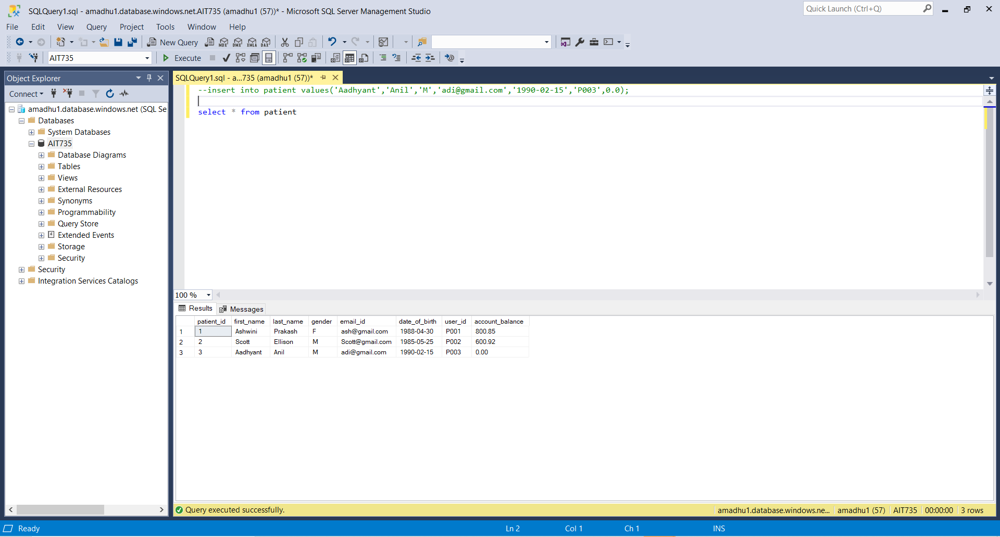 SQLQuery1.sql - amadhu1.database.windows.net.AIT735 (amadhu1 (57))* - Microsoft SQL Server Management Studio
Quick Launch (Ctrl+Q)
File Edit View Query Project Tools Window Help
New Query MDX DMX XMLA DAX
AIT735 Execute
Object Explorer
Connect
amadhu1.database.windows.net (SQL Se
Databases
System Databases
AIT735
Database Diagrams
Tables
Views
External Resources
Synonyms
Programmability
Query Store
Extended Events
Storage
Security
Security
Integration Services Catalogs
SQLQuery1.sql - a...735 (amadhu1 (57))*
--insert into patient values('Aadhyant','Anil','M','adi@gmail.com','1990-02-15','P003',0.0);
select * from patient
100 %
Results Messages
patient_id first_name last_name gender email_id date_of_birth user_id account_balance
1 1 Ashwini Prakash F ash@gmail.com 1988-04-30 P001 800.85
2 2 Scott Ellison M Scott@gmail.com 1985-05-25 P002 600.92
3 3 Aadhyant Anil M adi@gmail.com 1990-02-15 P003 0.00
Query executed successfully. amadhu1.database.windows.ne... amadhu1 (57) AIT735 00:00:00 3 rows
Ready Ln 2 Col 1 Ch 1 INS